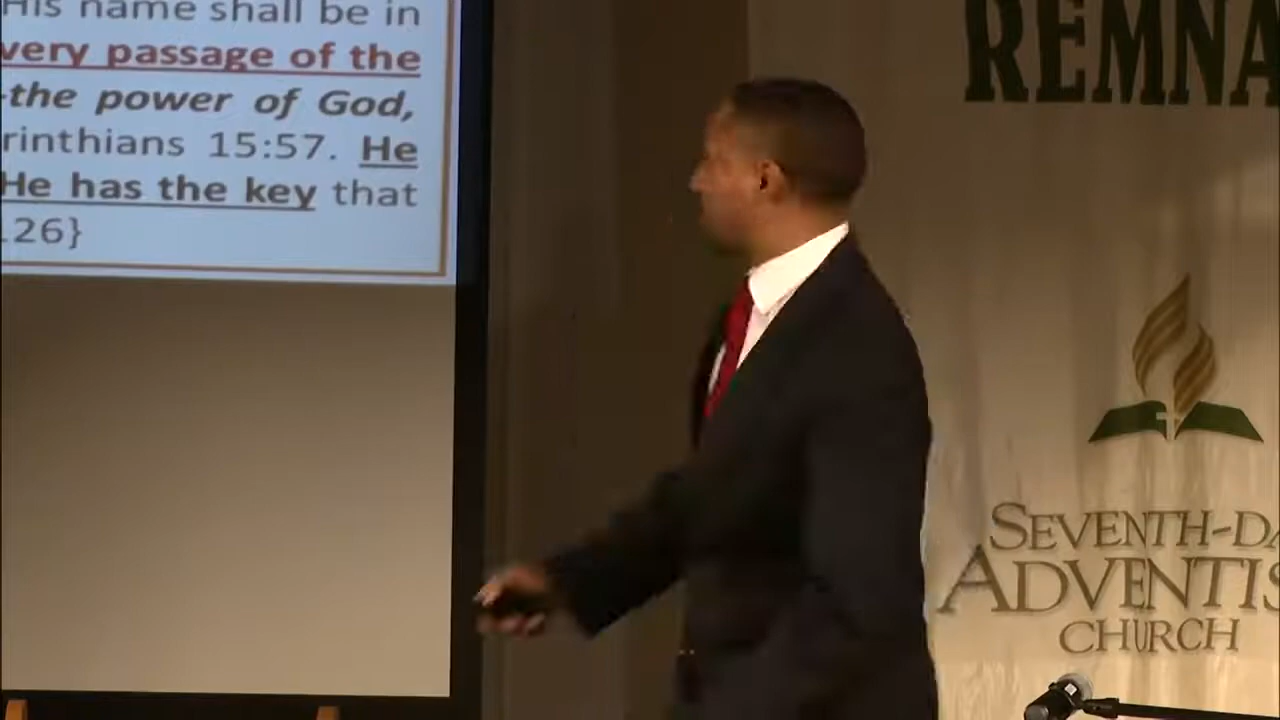 His name shall be in
very passage of the
-the power of God,
rinthians 15:57. He
He has the key that
126}
REMNA
SEVENTH-DA
ADVENTIS
CHURCH